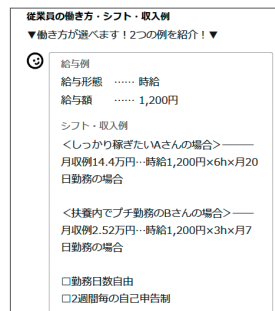 従業員の働き方・シフト・収入例
▼働き方が選べます！2つの例を紹介！▼
給与例
給与形態　…… 時給
給与額　…… 1,200円
シフト・収入例
＜しっかり稼ぎたいAさんの場合＞――
月収例14.4万円…時給1,200円×6h×月20
日勤務の場合
＜扶養内でプチ勤務のBさんの場合＞――
月収例2.52万円…時給1,200円×3h×月7
日勤務の場合
□勤務日数自由
□2週間毎の自己申告制